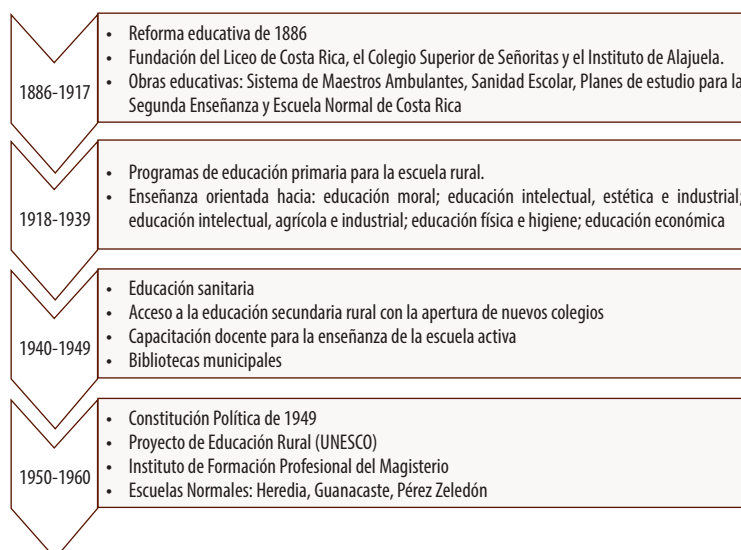 1886-1917
• Reforma educativa de 1886
• Fundación del Liceo de Costa Rica, el Colegio Superior de Señoritas y el Instituto de Alajuela.
• Obras educativas: Sistema de Maestros Ambulantes, Sanidad Escolar, Planes de estudio para la
Segunda Enseñanza y Escuela Normal de Costa Rica
1918-1939
• Programas de educación primaria para la escuela rural.
• Enseñanza orientada hacia: educación moral; educación intelectual, estética e industrial;
educación intelectual, agrícola e industrial; educación física e higiene; educación económica
1940-1949
• Educación sanitaria
• Acceso a la educación secundaria rural con la apertura de nuevos colegios
• Capacitación docente para la enseñanza de la escuela activa
• Bibliotecas municipales
1950-1960
• Constitución Política de 1949
• Proyecto de Educación Rural (UNESCO)
• Instituto de Formación Profesional del Magisterio
• Escuelas Normales: Heredia, Guanacaste, Pérez Zeledón